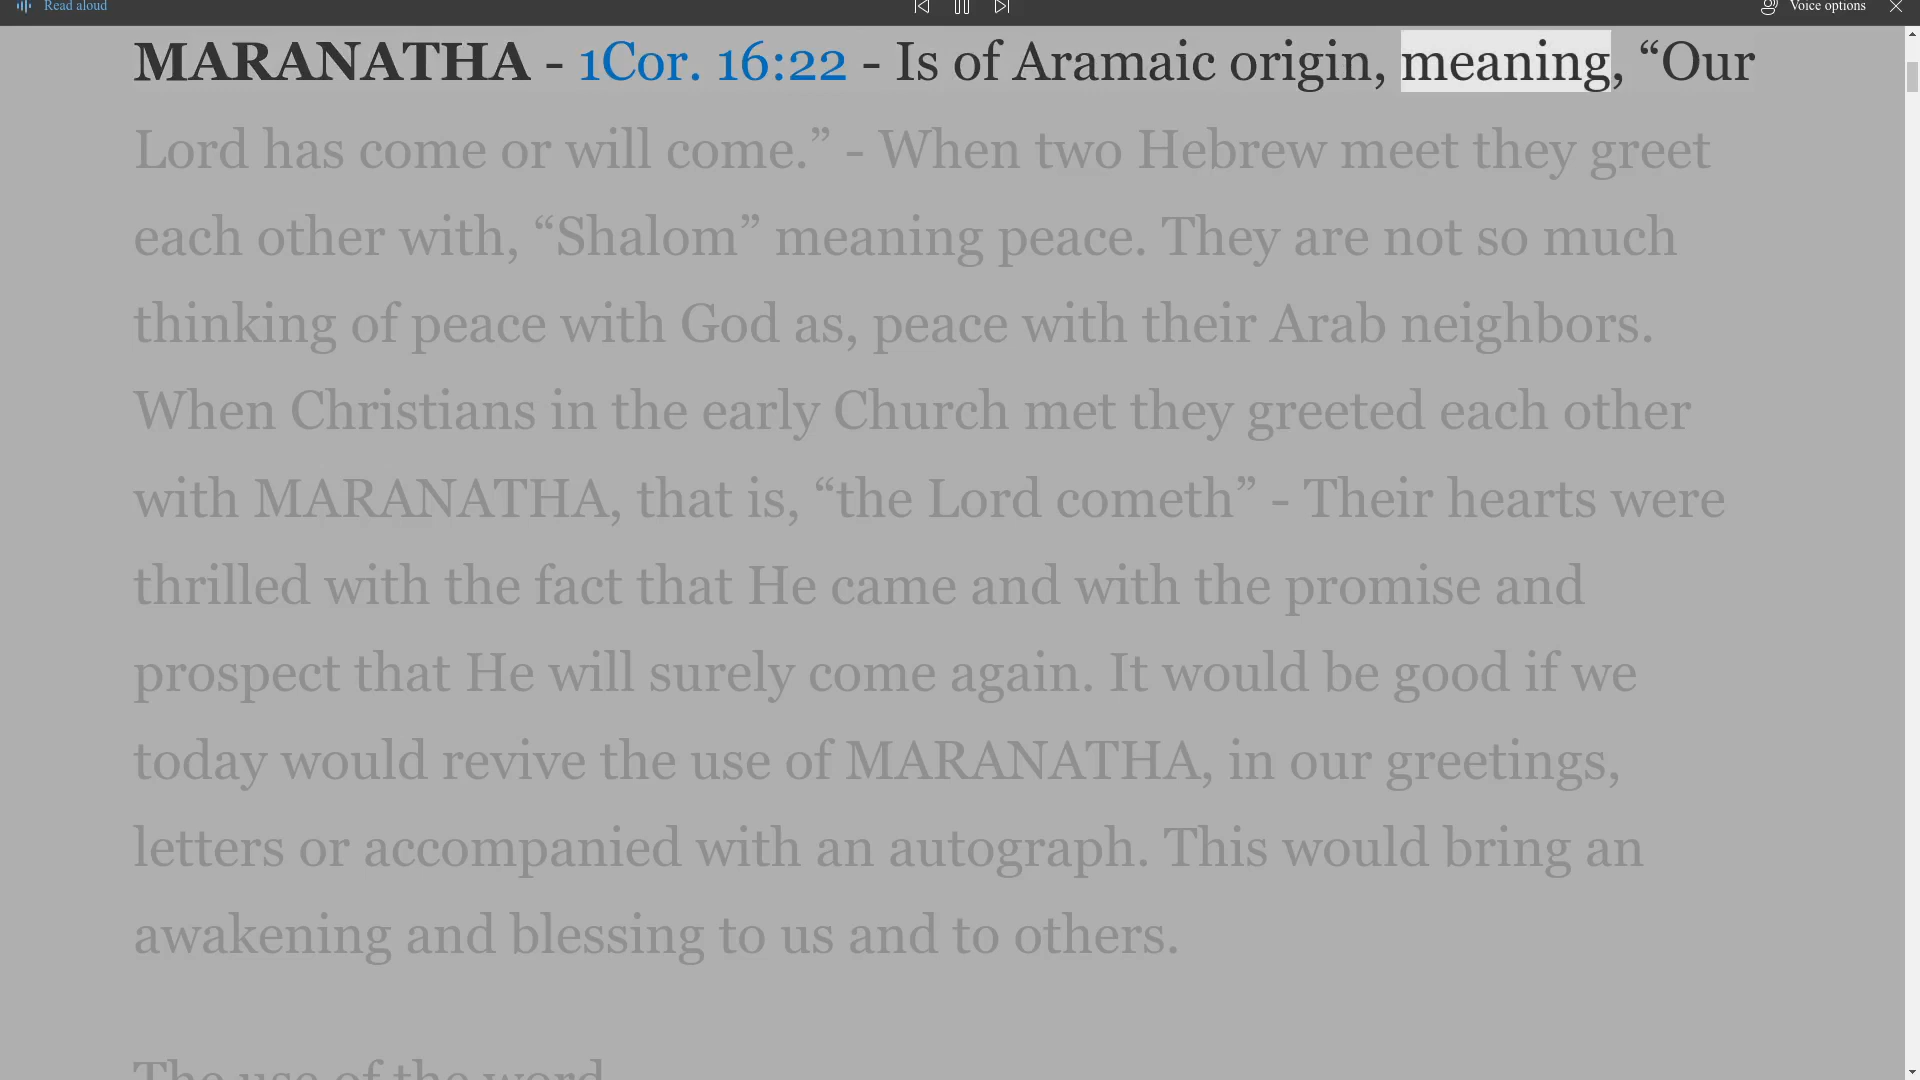 Read aloud
Voice options
MARANATHA - 1Cor. 16:22 - Is of Aramaic origin, meaning, “Our
Lord has come or will come.” - When two Hebrew meet they greet
each other with, “Shalom” meaning peace. They are not so much
thinking of peace with God as, peace with their Arab neighbors.
When Christians in the early Church met they greeted each other
with MARANATHA, that is, “the Lord cometh” - Their hearts were
thrilled with the fact that He came and with the promise and
prospect that He will surely come again. It would be good if we
today would revive the use of MARANATHA, in our greetings,
letters or accompanied with an autograph. This would bring an
awakening and blessing to us and to others.
The use of the word